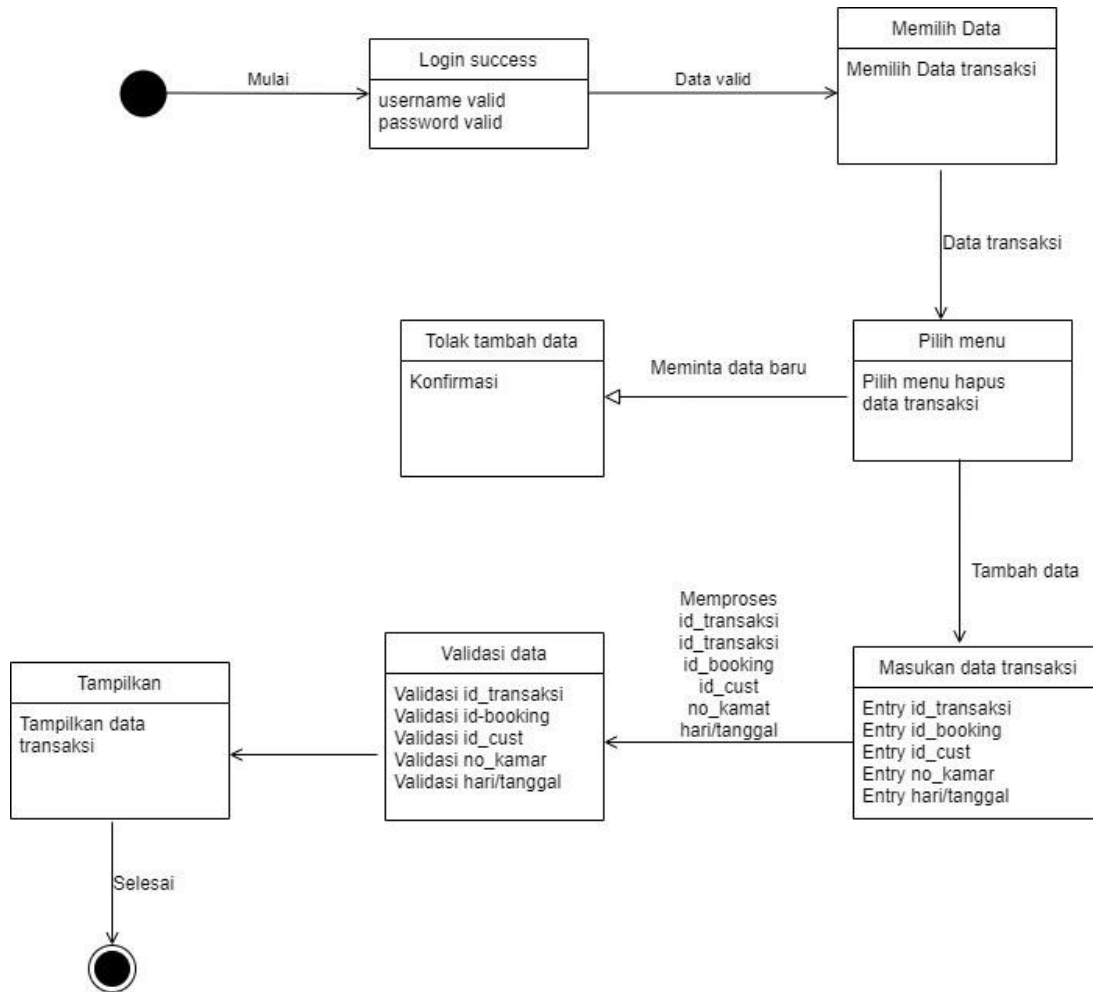 Mulai
Login success
username valid
password valid
Data valid
Memilih Data
Memilih Data transaksi
Data transaksi
Pilih menu
Pilih menu hapus
data transaksi
Meminta data baru
Tolak tambah data
Konfirmasi
Tambah data
Masukan data transaksi
Entry id_transaksi
Entry id_booking
Entry id_cust
Entry no_kamar
Entry hari/tanggal
Memproses
id_transaksi
id_transaksi
id_booking
id_cust
no_kamat
hari/tanggal
Validasi data
Validasi id_transaksi
Validasi id-booking
Validasi id_cust
Validasi no_kamar
Validasi hari/tanggal
Tampilkan
Tampilkan data
transaksi
Selesai